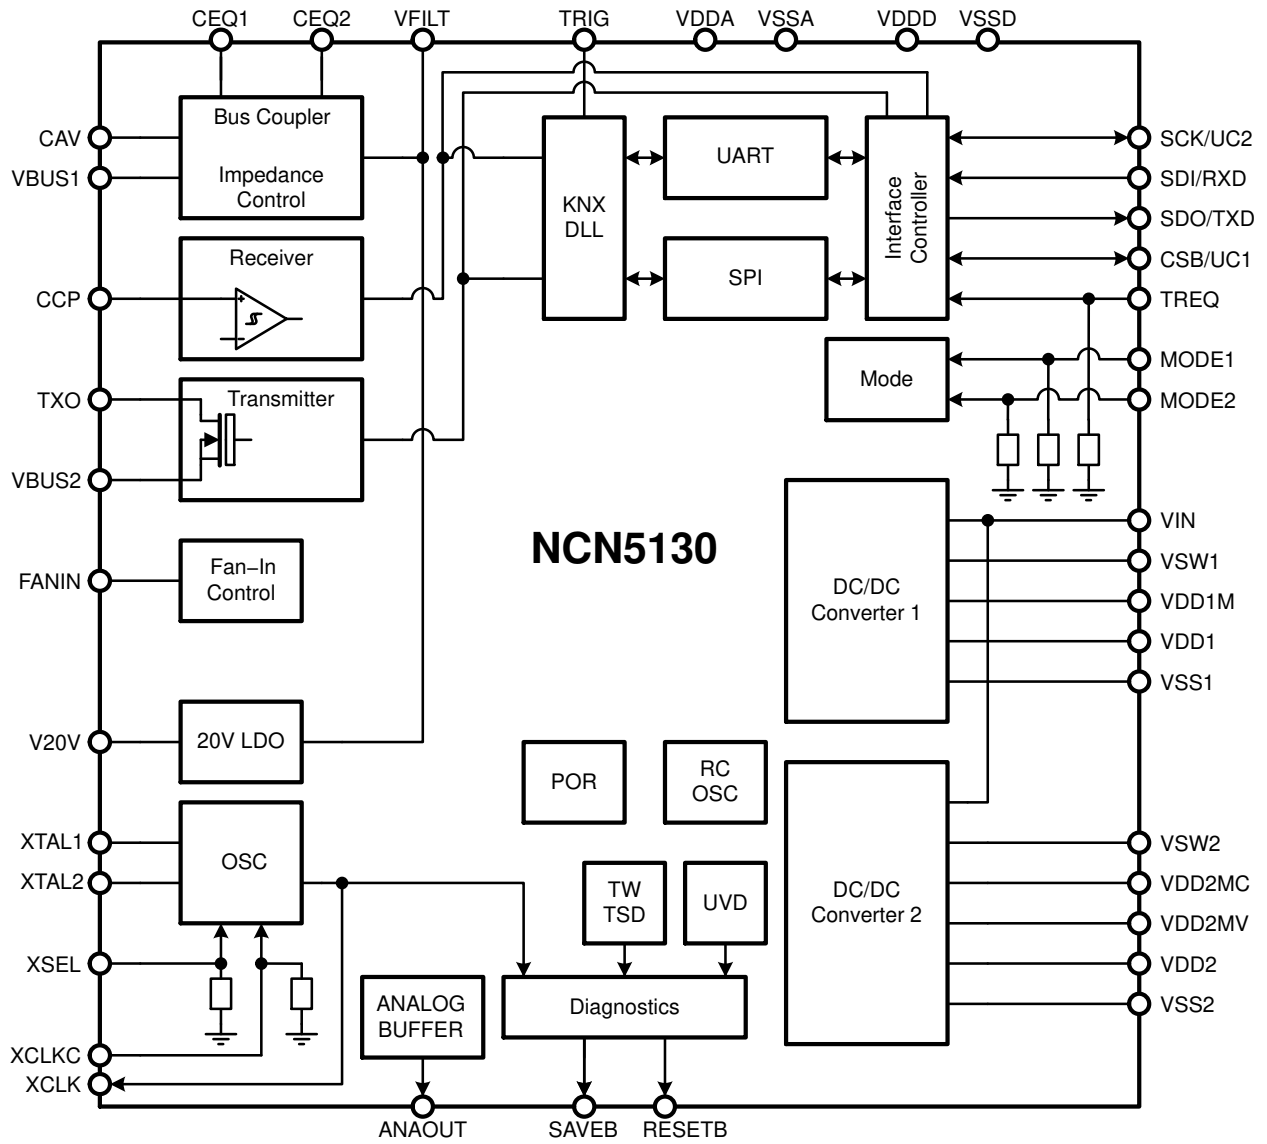 CEQ1 CEQ2 VFILT TRIG VDDA VSSA VDDD VSSD
Bus Coupler
Impedance
Control
CAV
VBUS1
Receiver
CCP
Transmitter
TXO
VBUS2
Fan–In
Control
FANIN
20V LDO
V20V
OSC
XTAL1
XTAL2
XSEL
XCLKC
XCLK
KNX
DLL
UART
SPI
Interface
Controller
SCK/UC2
SDI/RXD
SDO/TXD
CSB/UC1
TREQ
Mode
MODE1
MODE2
NCN5130
DC/DC
Converter 1
VIN
VSW1
VDD1M
VDD1
VSS1
POR
RC
OSC
TW
TSD
UVD
DC/DC
Converter 2
VSW2
VDD2MC
VDD2MV
VDD2
VSS2
ANALOG
BUFFER
Diagnostics
+
ANAOUT SAVEB RESETB